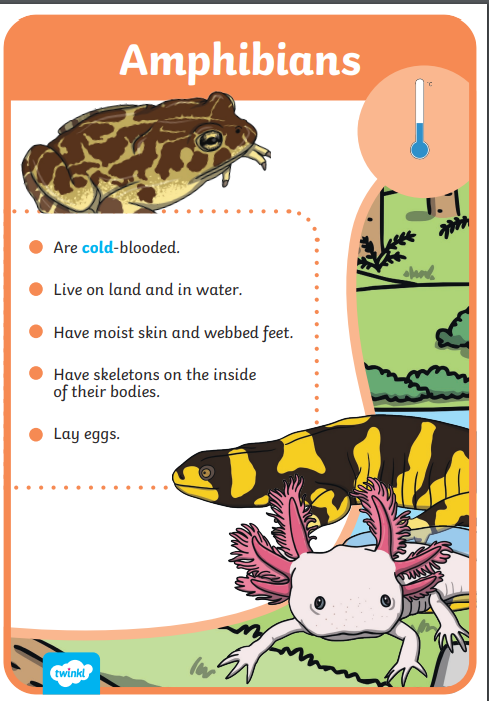 Amphibians
°C
Are cold-blooded.
Live on land and in water.
Have moist skin and webbed feet.
Have skeletons on the inside
of their bodies.
Lay eggs.
twinkl